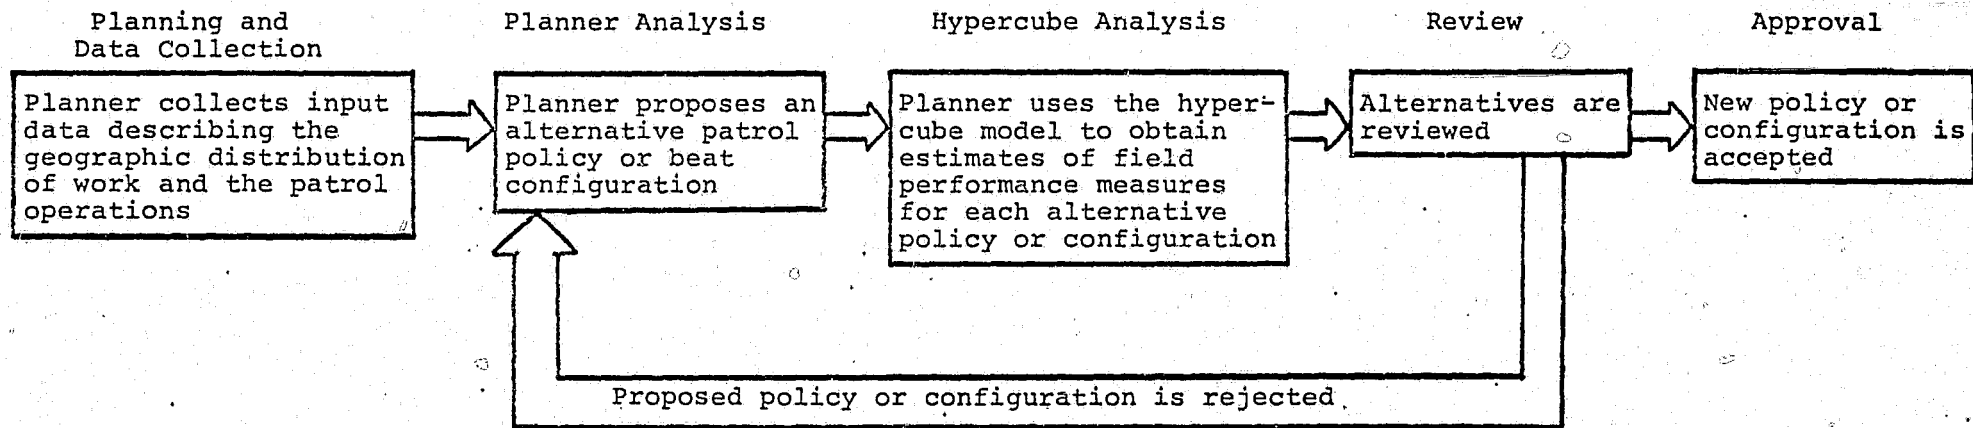 Planning and
Data Collection
Planner collects input
data describing the
geographic distribution
of work and the patrol
operations
Planner Analysis
Planner proposes an
alternative patrol
policy or beat
configuration
Hypercube Analysis
Planner uses the hyper-
cube model to obtain
estimates of field
performance measures
for each alternative
policy or configuration
Review
Alternatives are
reviewed
Approval
New policy or
configuration is
accepted
Proposed policy or configuration is rejected.